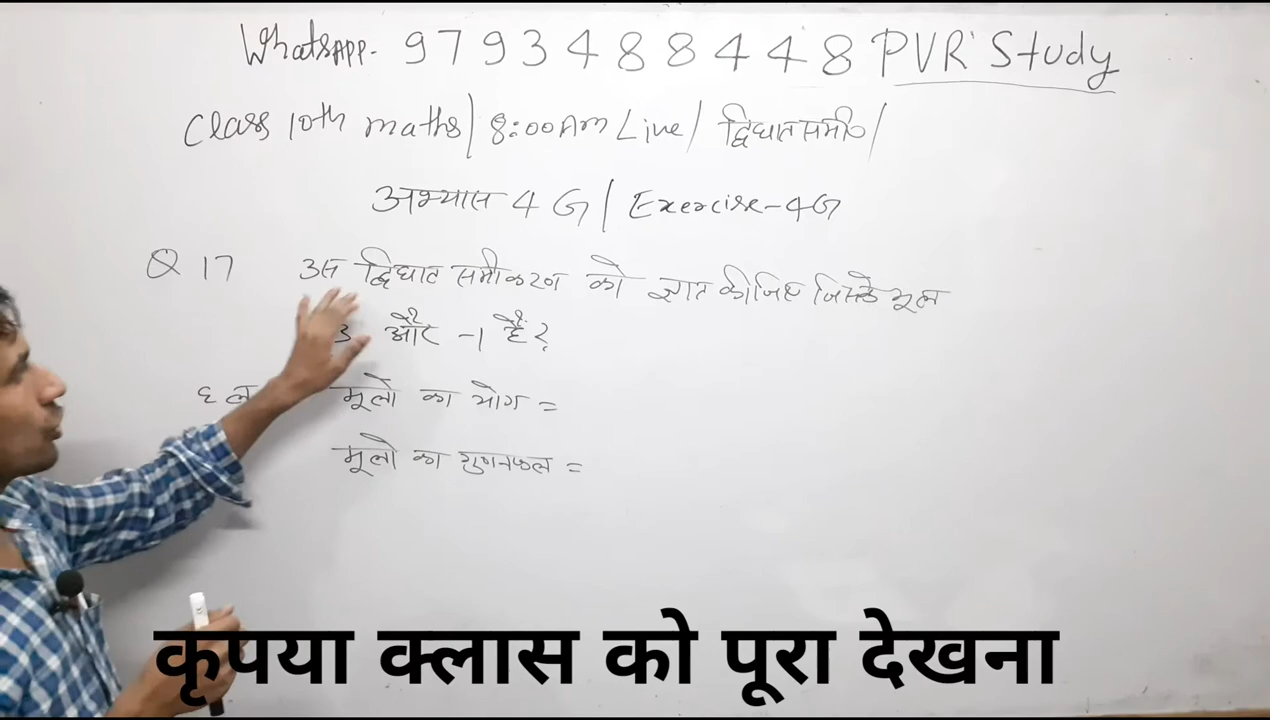 WhatsAPP- 9793488448 PVR Study
Class 10th maths/ 8:00Am Live/ द्विघात समी०/
अभ्यास 4 G / Exercise-4G
Q 17 उस द्विघात समीकरण को ज्ञात कीजिए जिसके मूल
3 और -1 है?
हल मूलो का योग =
मूलो का गुणनफल =
कृपया क्लास को पूरा देखना